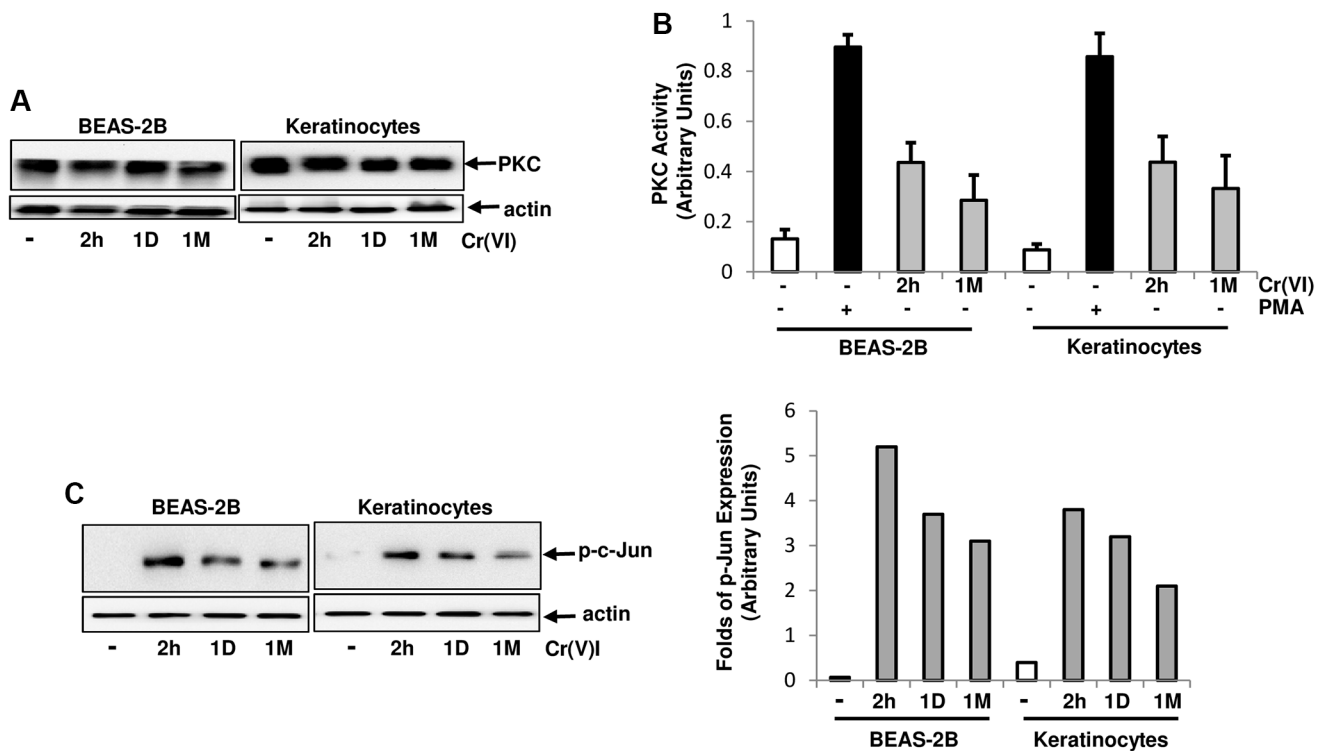 A
BEAS-2B Keratinocytes
PKC
actin
- 2h 1D 1M - 2h 1D 1M Cr(VI)
B
PKC Activity
(Arbitrary Units)
1
0.8
0.6
0.4
0.2
0
- - 2h 1M - - 2h 1M Cr(VI)
- + - - - + - - PMA
BEAS-2B Keratinocytes
C
BEAS-2B Keratinocytes
p-c-Jun
actin
- 2h 1D 1M - 2h 1D 1M Cr(V)I
Folds of p-Jun Expression
(Arbitrary Units)
6
5
4
3
2
1
0
- 2h 1D 1M - 2h 1D 1M
BEAS-2B Keratinocytes